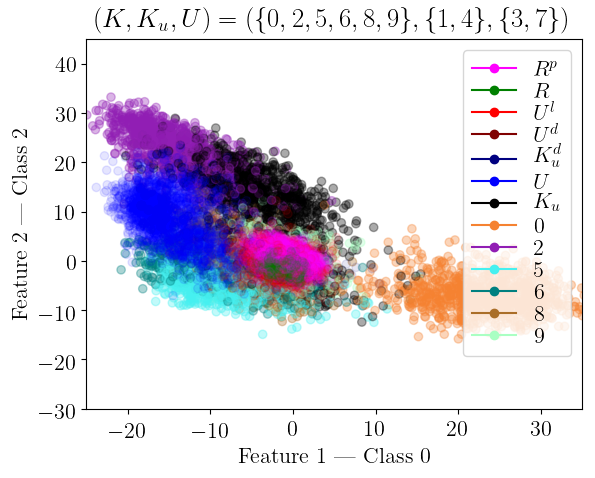 (K, K_u, U) = ({0, 2, 5, 6, 8, 9}, {1, 4}, {3, 7})
40
30
20
10
0
−10
−20
−30
Feature 2 — Class 2
R^p
R
U^l
U^d
K_u^d
U
K_u
0
2
5
6
8
9
−20
−10
0
10
20
30
Feature 1 — Class 0